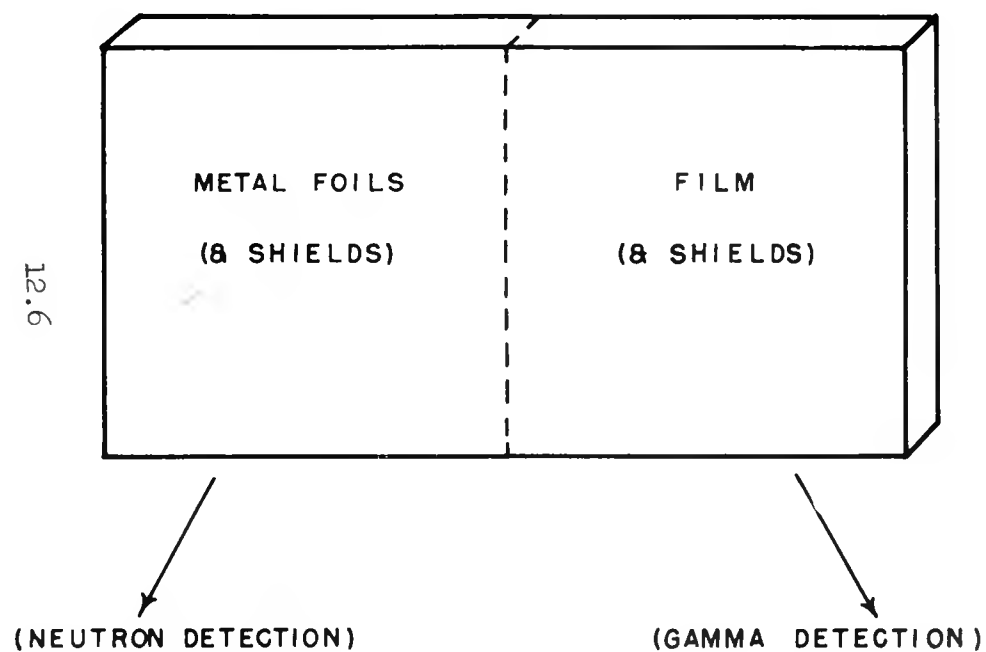 METAL FOILS
(& SHIELDS)
FILM
(& SHIELDS)
12.6
(NEUTRON DETECTION)
(GAMMA DETECTION)